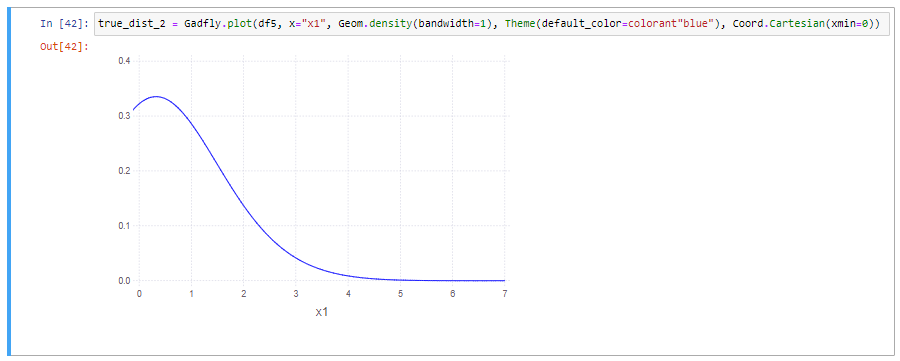 In [42]: true_dist_2 = Gadfly.plot(df5, x="x1", Geom.density(bandwidth=1), Theme(default_color=colorant"blue"), Coord.Cartesian(xmin=0))
Out[42]:
0.4
0.3
0.2
0.1
0.0
0 1 2 3 4 5 6 7
x1